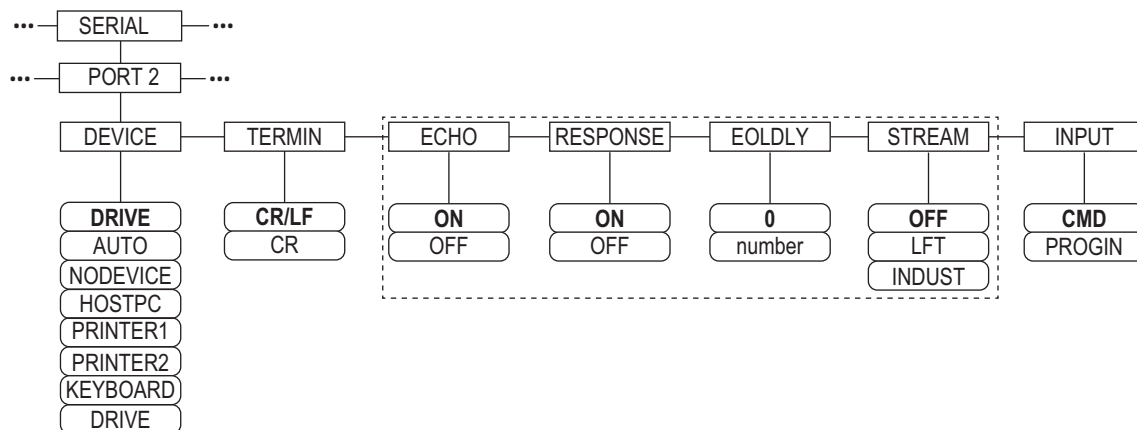 ••• SERIAL •••
••• PORT 2 •••
DEVICE TERMIN ECHO RESPONSE EOLDLY STREAM INPUT
DRIVE CR/LF ON ON 0 OFF CMD
AUTO CR OFF OFF number LFT PROGIN
NODEVICE INDUST
HOSTPC
PRINTER1
PRINTER2
KEYBOARD
DRIVE